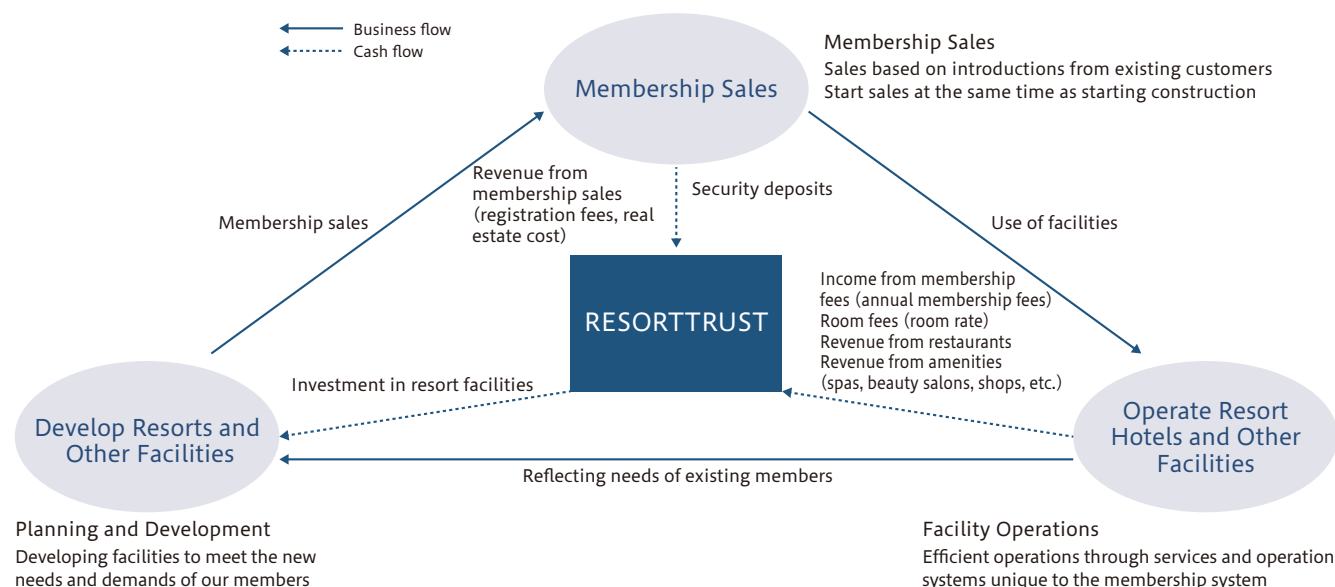 Business flow
Cash flow
Membership Sales
Membership Sales
Sales based on introductions from existing customers
Start sales at the same time as starting construction
Membership sales
Revenue from
membership sales
(registration fees, real
estate cost)
Security deposits
Use of facilities
RESORTTRUST
Income from membership
fees (annual membership fees)
Room fees (room rate)
Revenue from restaurants
Revenue from amenities
(spas, beauty salons, shops, etc.)
Investment in resort facilities
Develop Resorts and
Other Facilities
Operate Resort
Hotels and Other
Facilities
Reflecting needs of existing members
Planning and Development
Developing facilities to meet the new
needs and demands of our members
Facility Operations
Efficient operations through services and operation
systems unique to the membership system